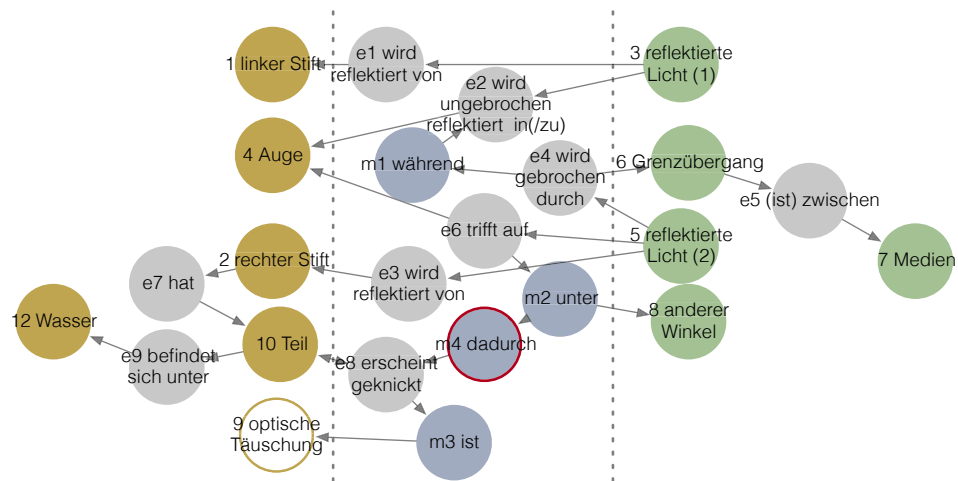 1 linker Stift
e1 wird
reflektiert von
3 reflektierte
Licht (1)
e2 wird
ungebrochen
reflektiert in(/zu)
4 Auge
m1 während
e4 wird
gebrochen
durch
6 Grenzübergang
e5 (ist) zwischen
e6 trifft auf
5 reflektierte
Licht (2)
7 Medien
2 rechter Stift
e3 wird
reflektiert von
e7 hat
m2 unter
8 anderer
Winkel
12 Wasser
10 Teil
m4 dadurch
e9 befindet
sich unter
e8 erscheint
geknickt
9 optische
Täuschung
m3 ist